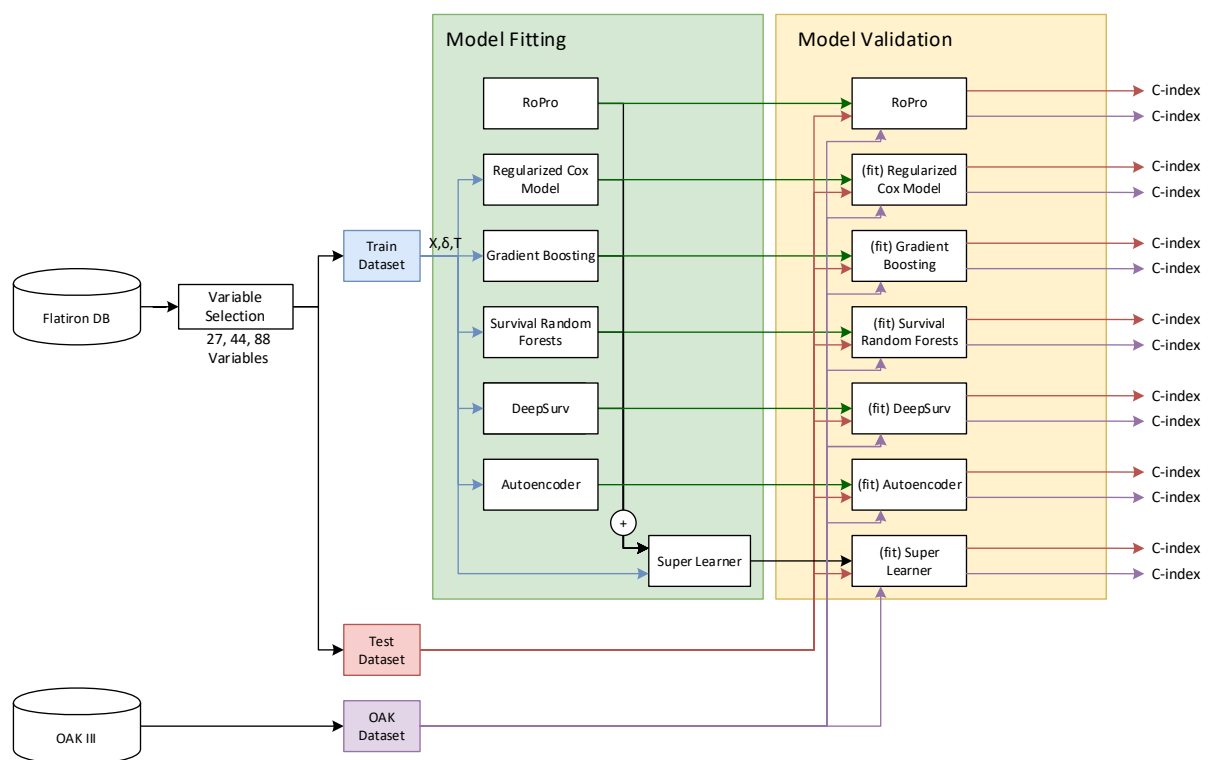 Model Fitting
Model Validation
RoPro
RoPro
C-index
C-index
Regularized Cox
Model
(fit) Regularized
Cox Model
C-index
C-index
Train
Dataset
X,δ,T
Gradient Boosting
(fit) Gradient
Boosting
C-index
C-index
Flatiron DB
Variable
Selection
27, 44, 88
Variables
Survival Random
Forests
(fit) Survival
Random Forests
C-index
C-index
DeepSurv
(fit) DeepSurv
C-index
C-index
Autoencoder
(fit) Autoencoder
C-index
C-index
+
Super Learner
(fit) Super
Learner
C-index
C-index
Test
Dataset
OAK III
OAK
Dataset